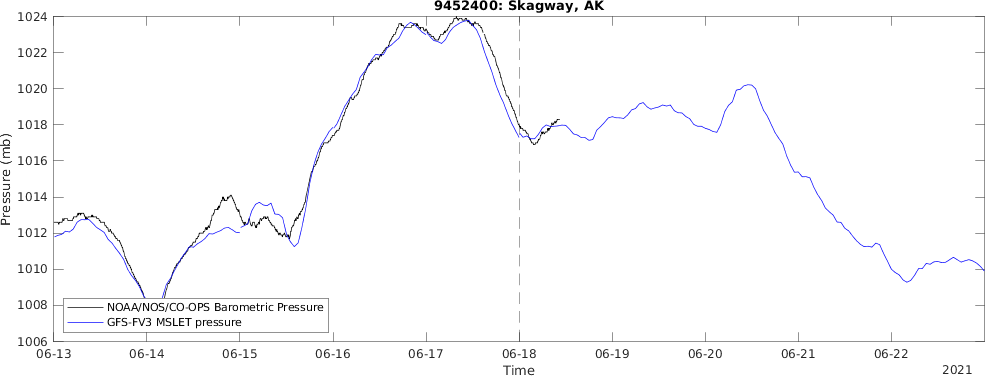 9452400: Skagway, AK
1024
1022
1020
1018
1016
1014
1012
1010
1008
1006
Pressure (mb)
NOAA/NOS/CO-OPS Barometric Pressure
GFS-FV3 MSLET pressure
06-13 06-14 06-15 06-16 06-17 06-18 06-19 06-20 06-21 06-22
Time
2021